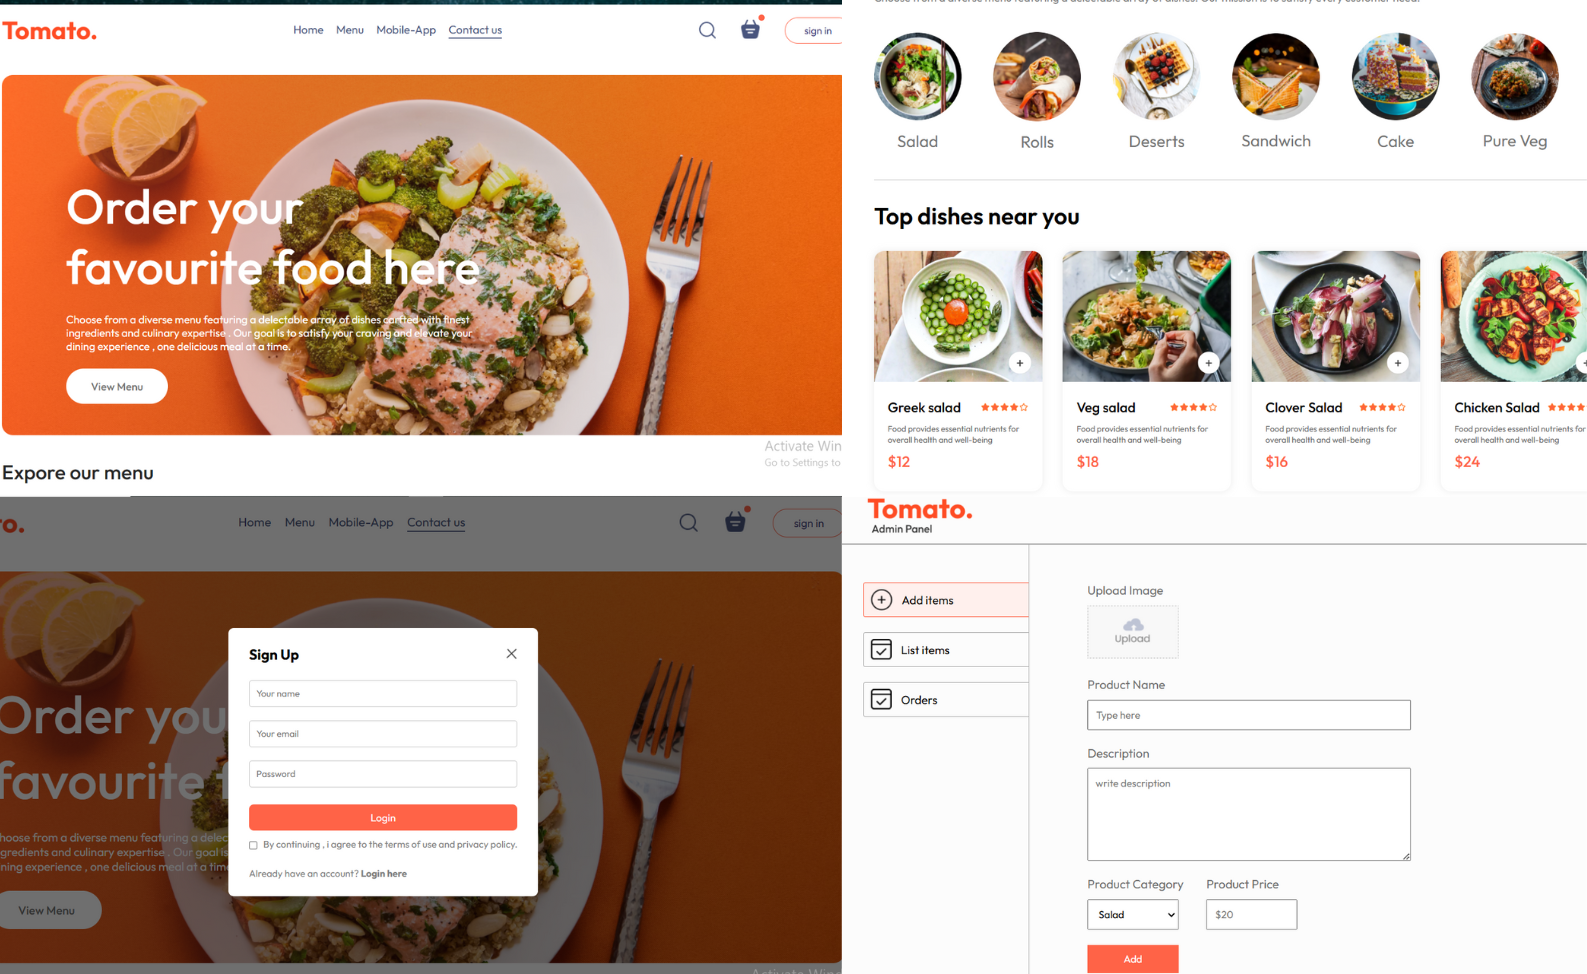 Tomato.
Home Menu Mobile-App Contact us
sign in
Order your
favourite food here
Choose from a diverse menu featuring a delectable array of dishes carfted with finest
ingredients and culinary expertise . Our goal is to satisfy your craving and elevate your
dining experience , one delicious meal at a time.
View Menu
Activate Win
Go to Settings to
Expore our menu
Choose from a diverse menu featuring a delectable array of dishes. Our mission is to satisfy every customer need.
Salad Rolls Deserts Sandwich Cake Pure Veg
Top dishes near you
Greek salad
Food provides essential nutrients for
overall health and well-being
$12
Veg salad
Food provides essential nutrients for
overall health and well-being
$18
Clover Salad
Food provides essential nutrients for
overall health and well-being
$16
Chicken Salad
Food provides essential nutrients for
overall health and well-being
$24
o.
Home Menu Mobile-App Contact us
sign in
Order you
favourite f
hoose from a diverse menu featuring a delec
gredients and culinary expertise . Our goal is
ning experience , one delicious meal at a tim
View Menu
Sign Up
Your name
Your email
Password
Login
By continuing , i agree to the terms of use and privacy policy.
Already have an account? Login here
Activate Wind
Tomato.
Admin Panel
Add items
List items
Orders
Upload Image
Upload
Product Name
Type here
Description
write description
Product Category Product Price
Salad $20
Add